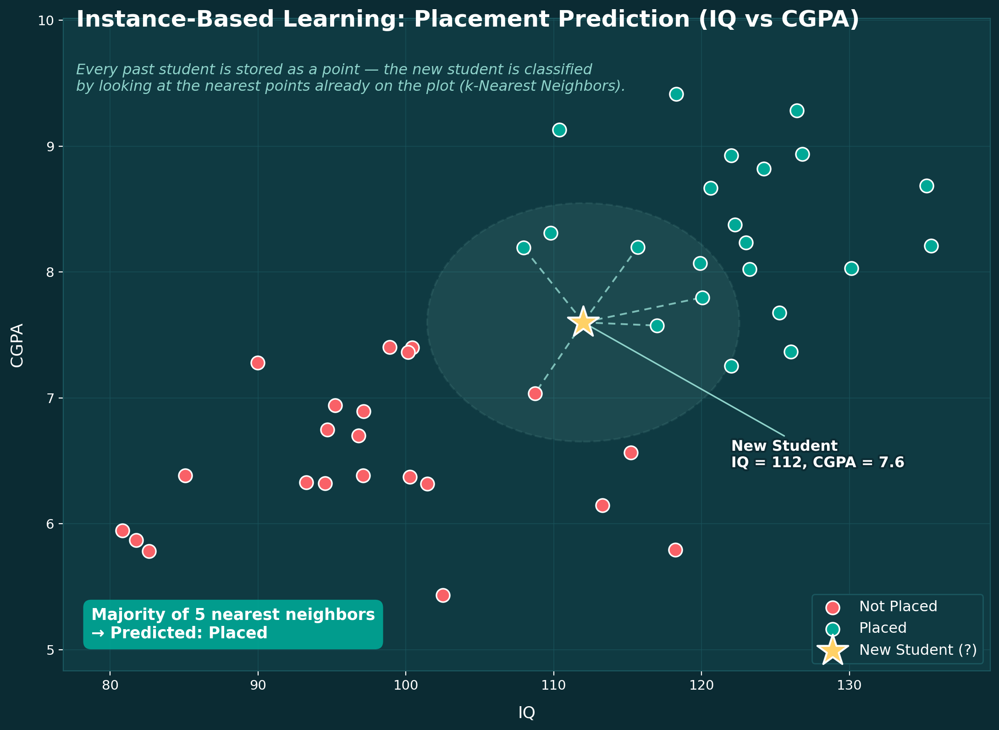 Instance-Based Learning: Placement Prediction (IQ vs CGPA)
Every past student is stored as a point — the new student is classified
by looking at the nearest points already on the plot (k-Nearest Neighbors).
10
9
8
7
6
5
CGPA
New Student
IQ = 112, CGPA = 7.6
Majority of 5 nearest neighbors
→ Predicted: Placed
Not Placed
Placed
New Student (?)
80
90
100
110
120
130
IQ